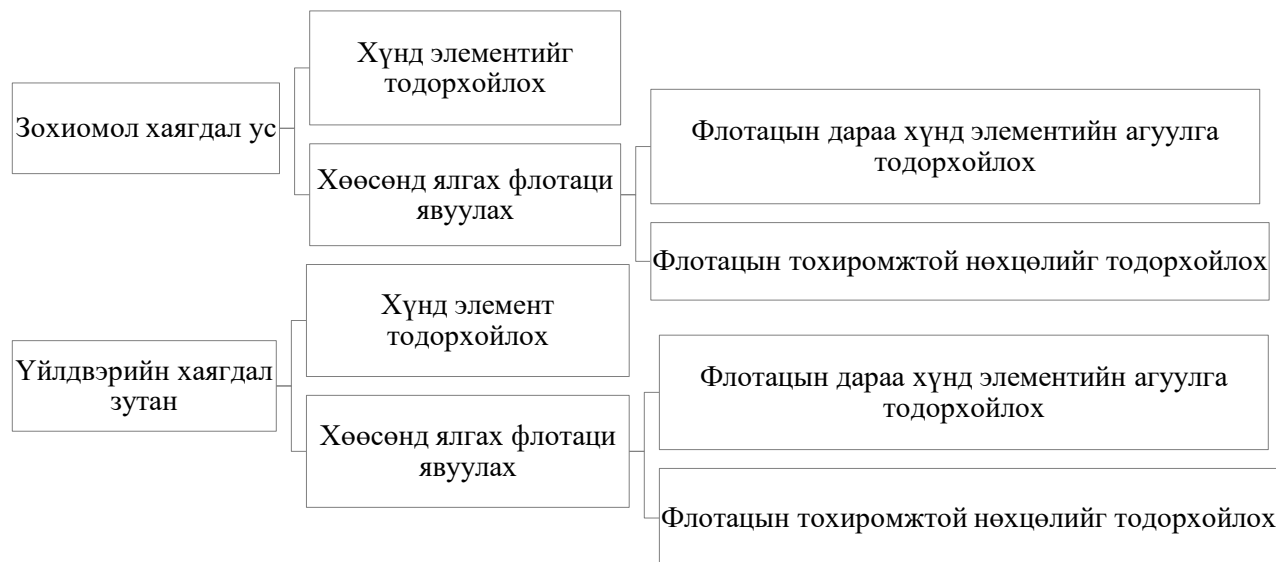 Зохиомол хаягдал ус
Хүнд элементийг
тодорхойлох
Хөөсөнд ялгах флотаци
явуулах
Флотацын дараа хүнд элементийн агуулга
тодорхойлох
Флотацын тохиромжтой нөхцөлийг тодорхойлох
Үйлдвэрийн хаягдал
зутан
Хүнд элемент
тодорхойлох
Хөөсөнд ялгах флотаци
явуулах
Флотацын дараа хүнд элементийн агуулга
тодорхойлох
Флотацын тохиромжтой нөхцөлийг тодорхойлох